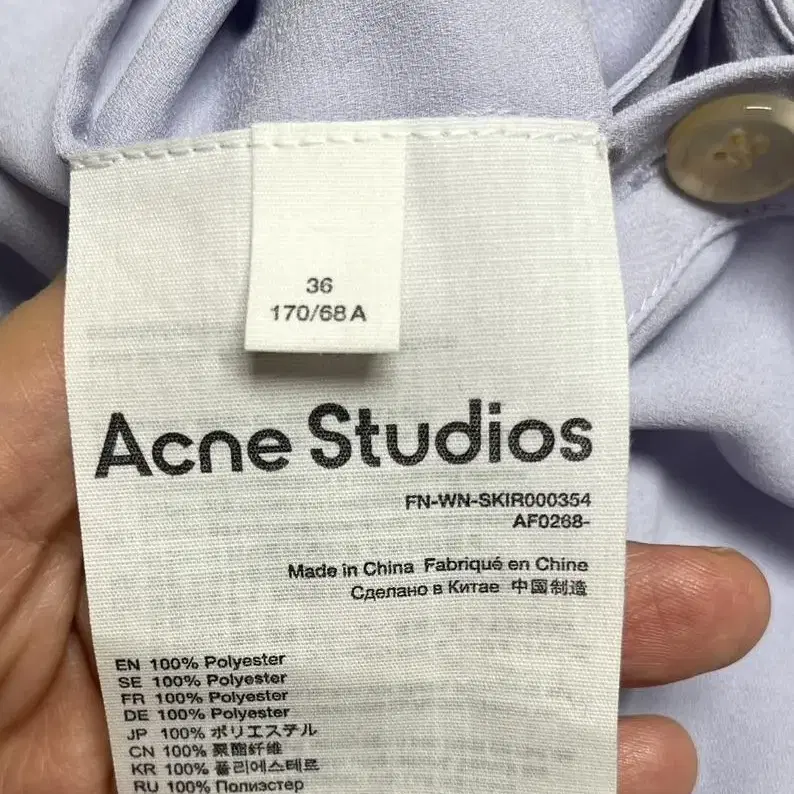 36
170/68A
Acne Studios
FN-WN-SKIR000354
AF0268-
Made in China Fabriqué en Chine
Сделано в Китае 中国制造
EN 100% Polyester
SE 100% Polyester
FR 100% Polyester
DE 100% Polyester
JP 100% ポリエステル
CN 100% 聚酯纤维
KR 100% 폴리에스테르
RU 100% Полиэстер